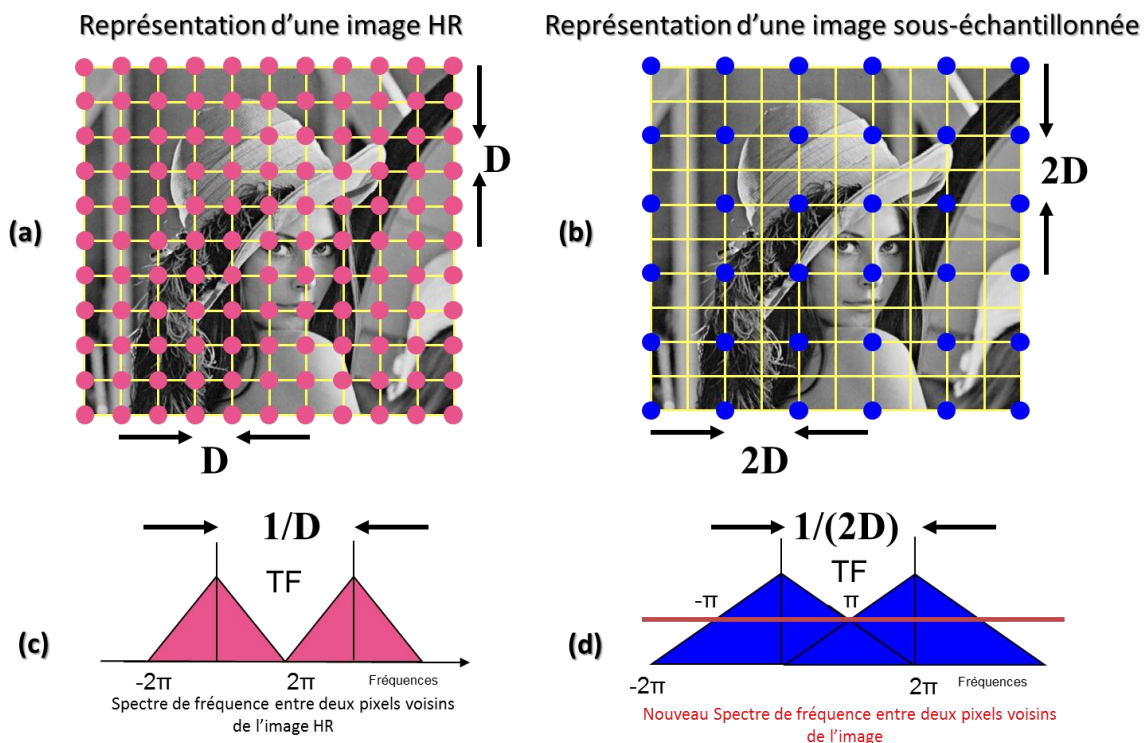 Représentation d'une image HR
Représentation d'une image sous-échantillonnée
D
2D
(a)
(b)
D
2D
1/D
1/(2D)
TF
TF
-π
π
(c)
(d)
-2π
2π
Fréquences
-2π
2π
Fréquences
Spectre de fréquence entre deux pixels voisins
de l'image HR
Nouveau Spectre de fréquence entre deux pixels voisins
de l'image